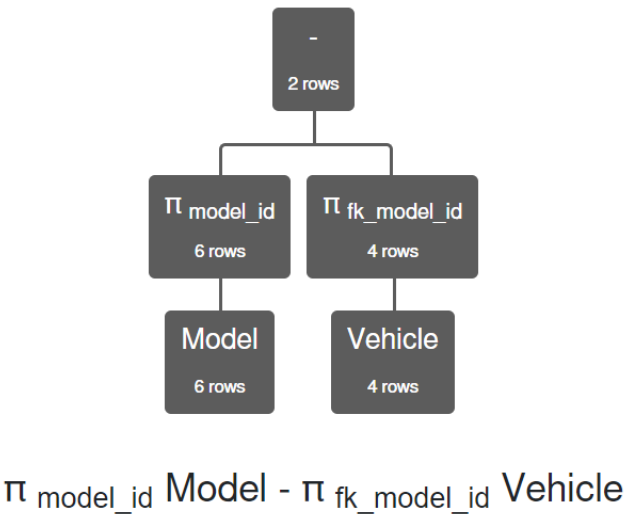 -
2 rows
π model_id
6 rows
π fk_model_id
4 rows
Model
6 rows
Vehicle
4 rows
π model_id Model - π fk_model_id Vehicle